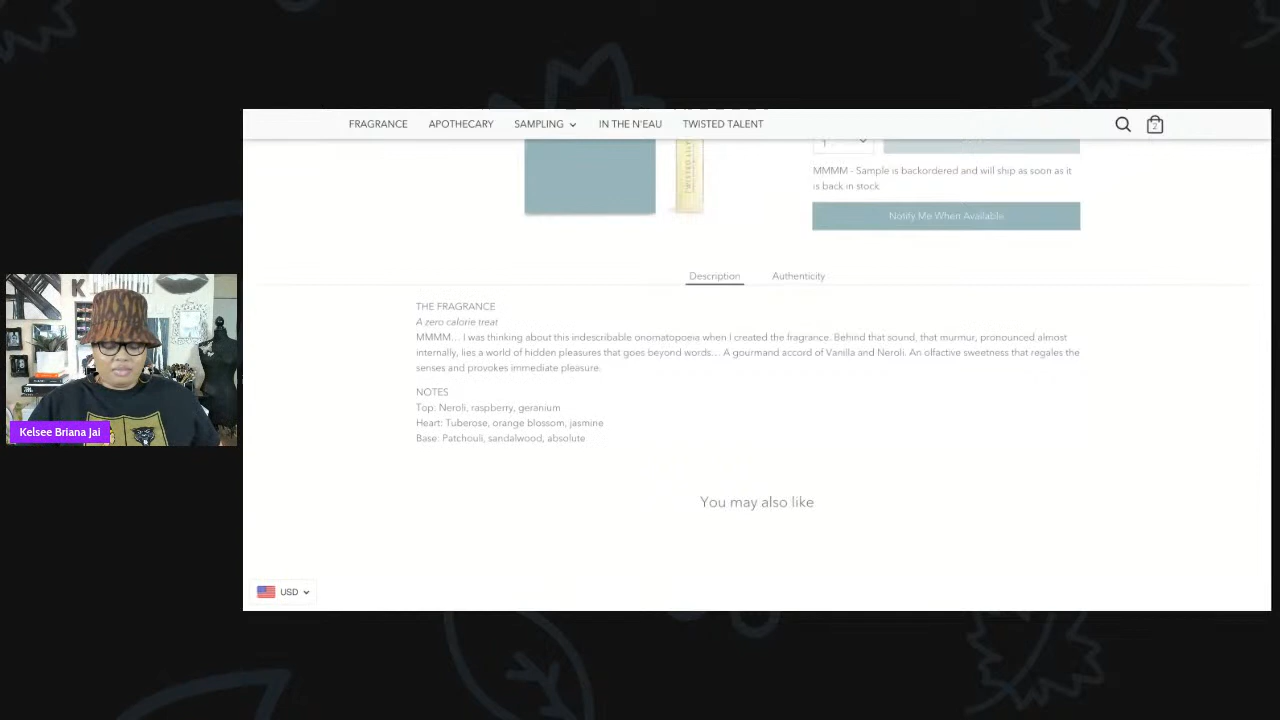 FRAGRANCE APOTHECARY SAMPLING IN THE N'EAU TWISTED TALENT
2
1
MMMM - Sample is backordered and will ship as soon as it
is back in stock
Notify Me When Available
Description Authenticity
THE FRAGRANCE
A zero calorie treat
MMMM... I was thinking about this indescribable onomatopoeia when I created the fragrance. Behind that sound, that murmur, pronounced almost
internally, lies a world of hidden pleasures that goes beyond words... A gourmand accord of Vanilla and Neroli. An olfactive sweetness that regales the
senses and provokes immediate pleasure.
NOTES
Top: Neroli, raspberry, geranium
Heart: Tuberose, orange blossom, jasmine
Base: Patchouli, sandalwood, absolute
You may also like
USD
K
Kelsee Briana Jai